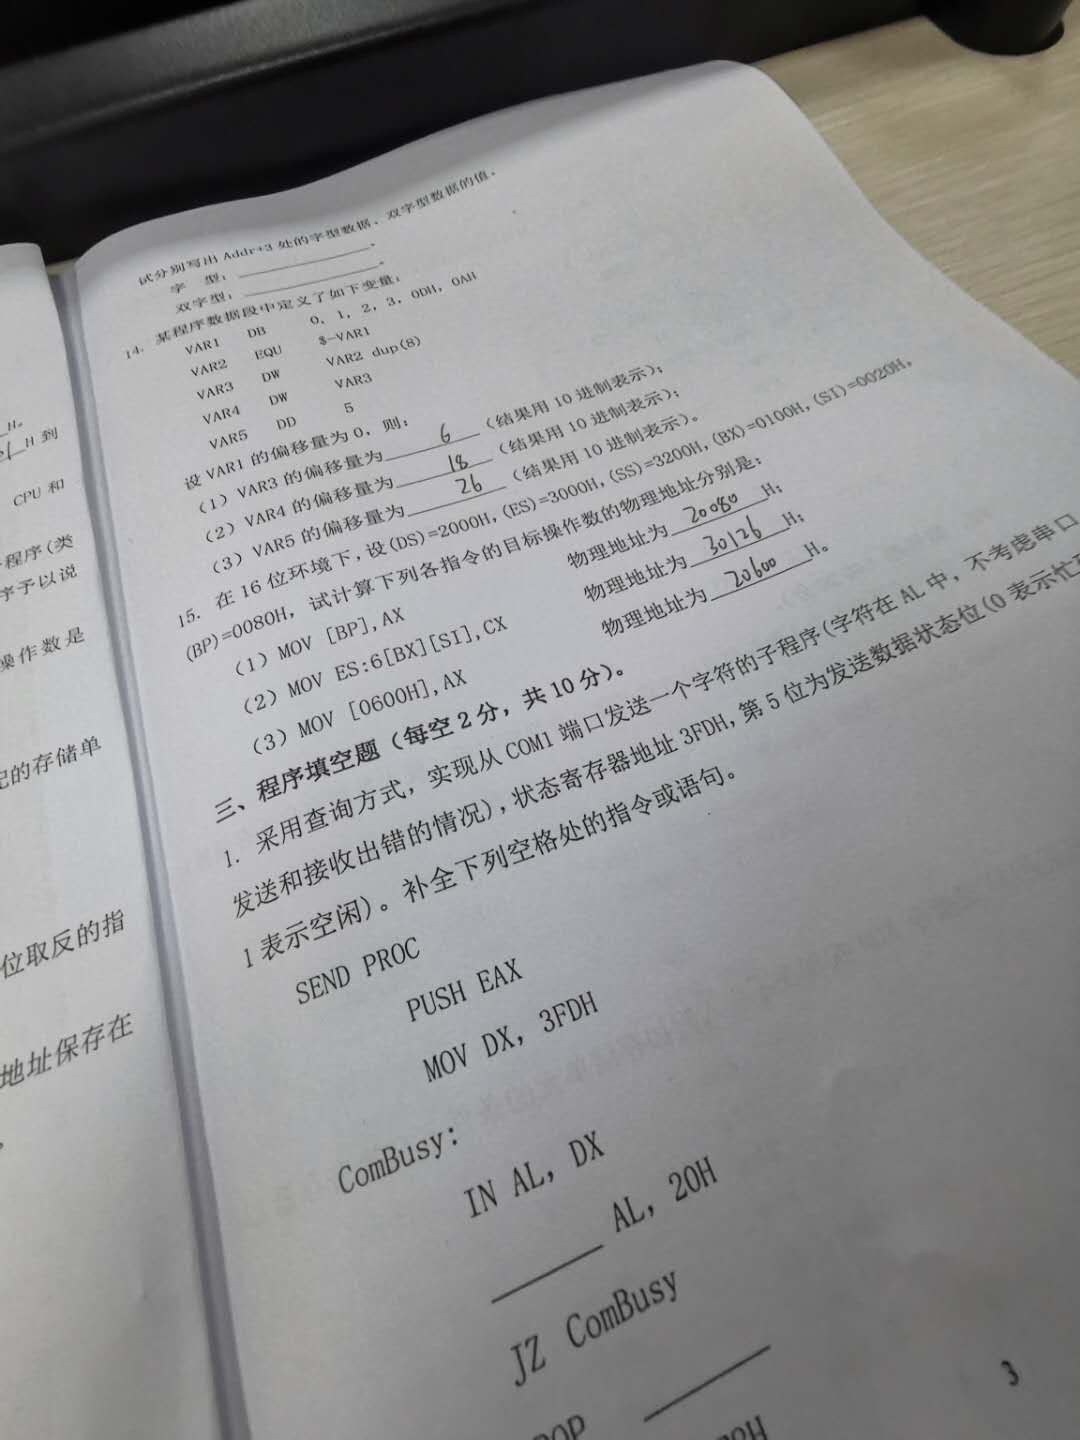 试分别写出 Addr+3 处的字型数据、双字型数据的值。
字 型：____。
双字型：____。
14. 某程序数据段中定义了如下变量：
VAR1 DB 0, 1, 2, 3, 0DH, 0AH
VAR2 EQU $-VAR1
VAR3 DW VAR2 dup(8)
VAR4 DW VAR3
VAR5 DD 5
设 VAR1 的偏移量为 0，则：
（1）VAR3 的偏移量为 6 （结果用 10 进制表示）；
（2）VAR4 的偏移量为 18 （结果用 10 进制表示）；
（3）VAR5 的偏移量为 26 （结果用 10 进制表示）。
15. 在 16 位环境下，设(DS)=2000H, (ES)=3000H, (SS)=3200H, (BX)=0100H, (SI)=0020H,
(BP)=0080H，试计算下列各指令的目标操作数的物理地址分别是：
（1）MOV [BP], AX 物理地址为 20080 H；
（2）MOV ES:6[BX][SI], CX 物理地址为 30126 H；
（3）MOV [0600H], AX 物理地址为 20600 H。
三、程序填空题（每空 2 分，共 10 分）。
1. 采用查询方式，实现从 COM1 端口发送一个字符的子程序(字符在 AL 中，不考虑串口
发送和接收出错的情况)，状态寄存器地址 3FDH, 第 5 位为发送数据状态位(0 表示忙
1 表示空闲)。补全下列空格处的指令或语句。
SEND PROC
PUSH EAX
MOV DX, 3FDH
ComBusy:
IN AL, DX
____ AL, 20H
JZ ComBusy
____
3
H。
H 到
CPU 和
程序(类
序予以说
操作数是
的存储单
位取反的指
地址保存在